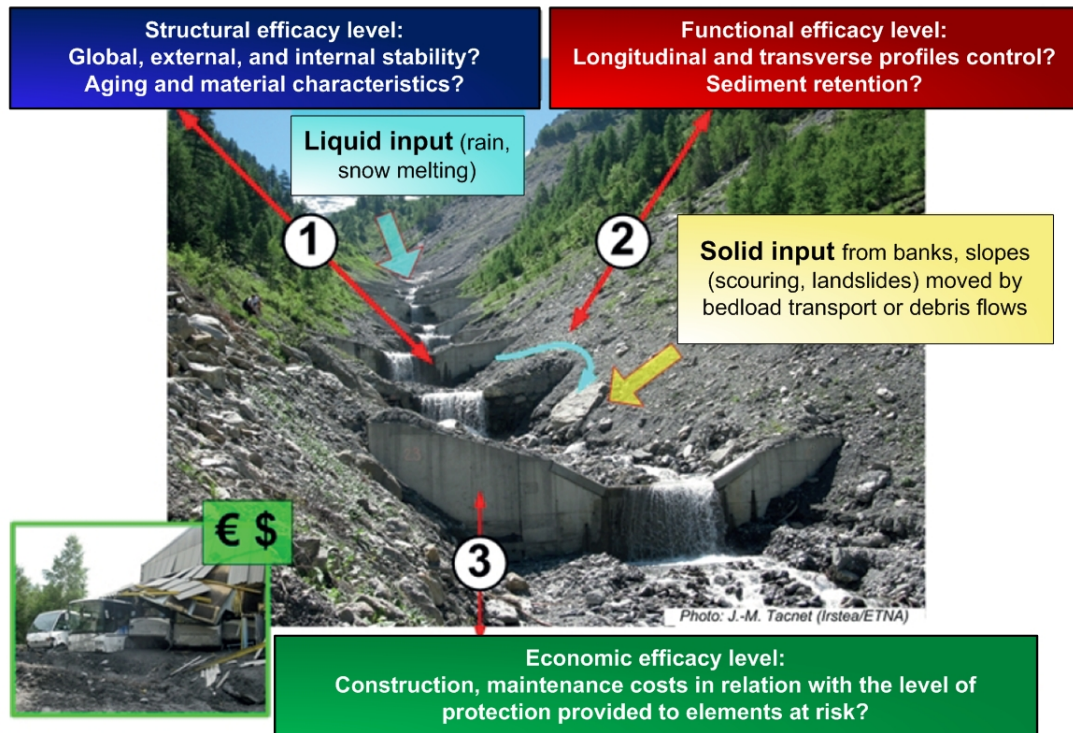 Structural efficacy level:
Global, external, and internal stability?
Aging and material characteristics?
Functional efficacy level:
Longitudinal and transverse profiles control?
Sediment retention?
Liquid input (rain,
snow melting)
1
2
Solid input from banks, slopes
(scouring, landslides) moved by
bedload transport or debris flows
€ $
3
Photo: J.-M. Tacnet (Irstea/ETNA)
Economic efficacy level:
Construction, maintenance costs in relation with the level of
protection provided to elements at risk?